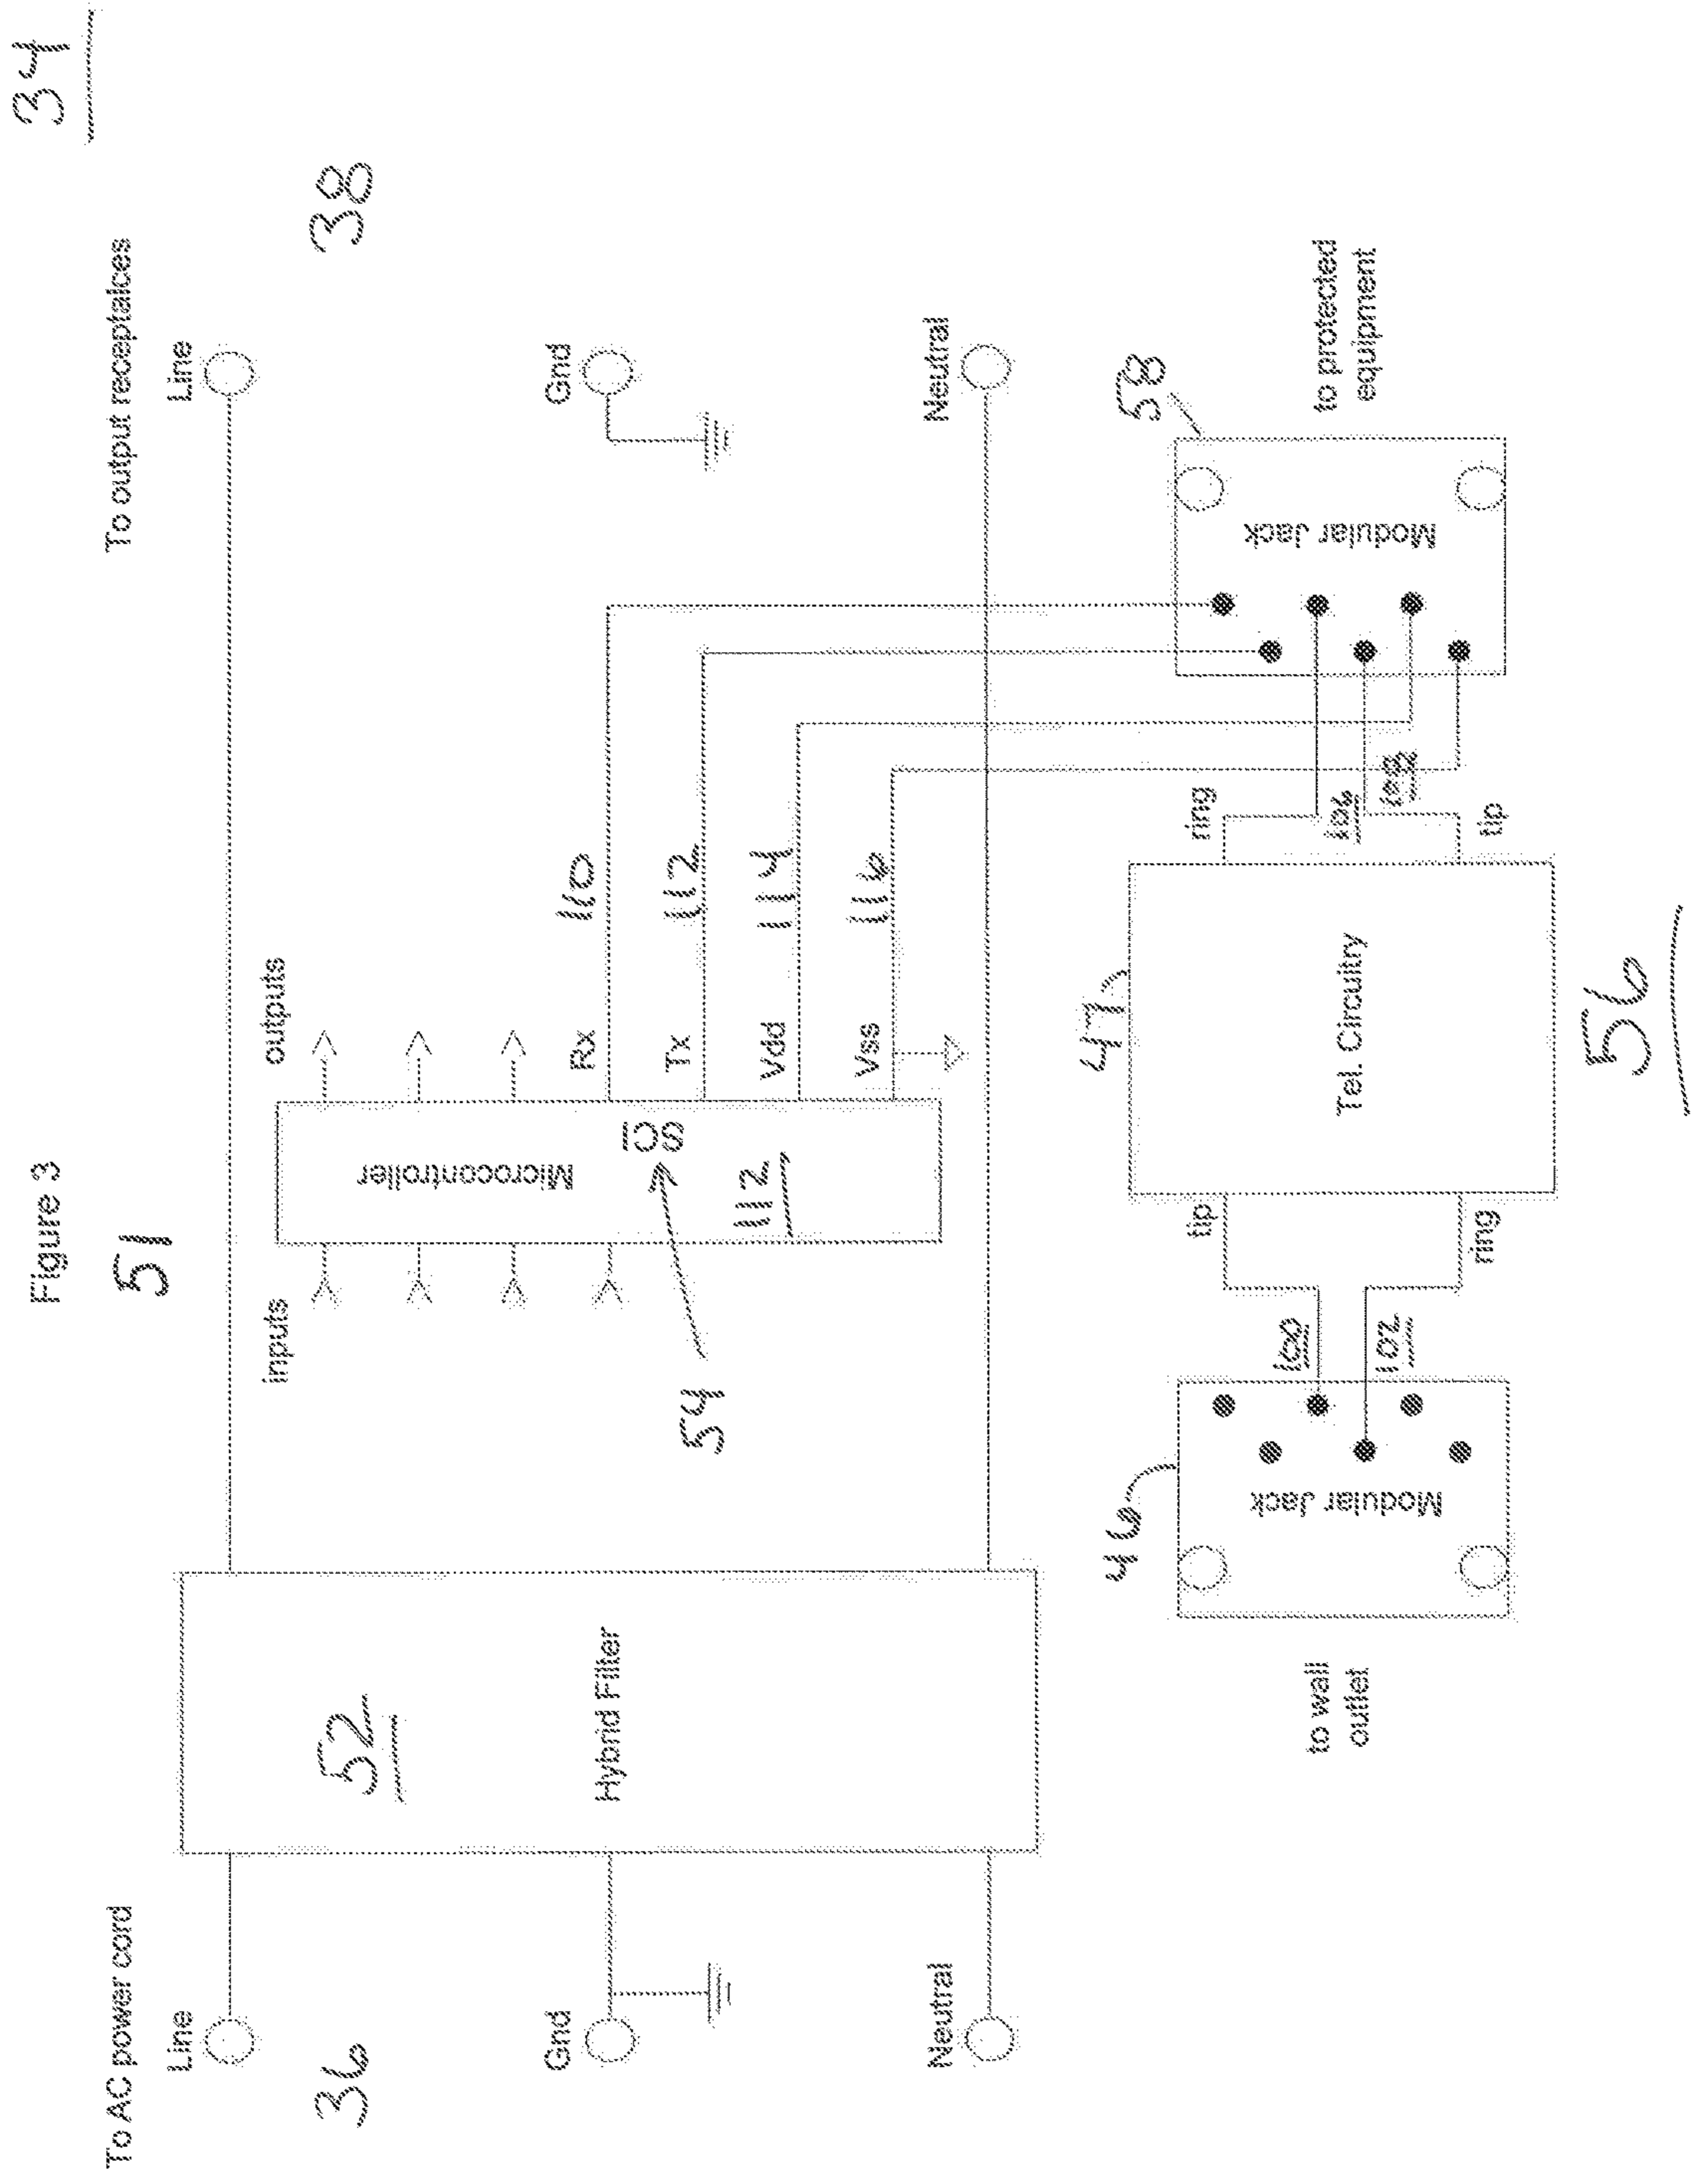 34
Figure 3
51
To AC power cord
To output receptalces
Line
Line
36
38
52
Hybrid Filter
inputs
outputs
Microcontroller
SCI
54
112
Rx
110
Tx
112
Vdd
114
Vss
116
Gnd
Gnd
Neutral
Neutral
46
47
58
to wall
outlet
Modular Jack
100
102
tip
ring
Tel. Circuitry
ring
tip
106
Modular Jack
to protected
equipment
56